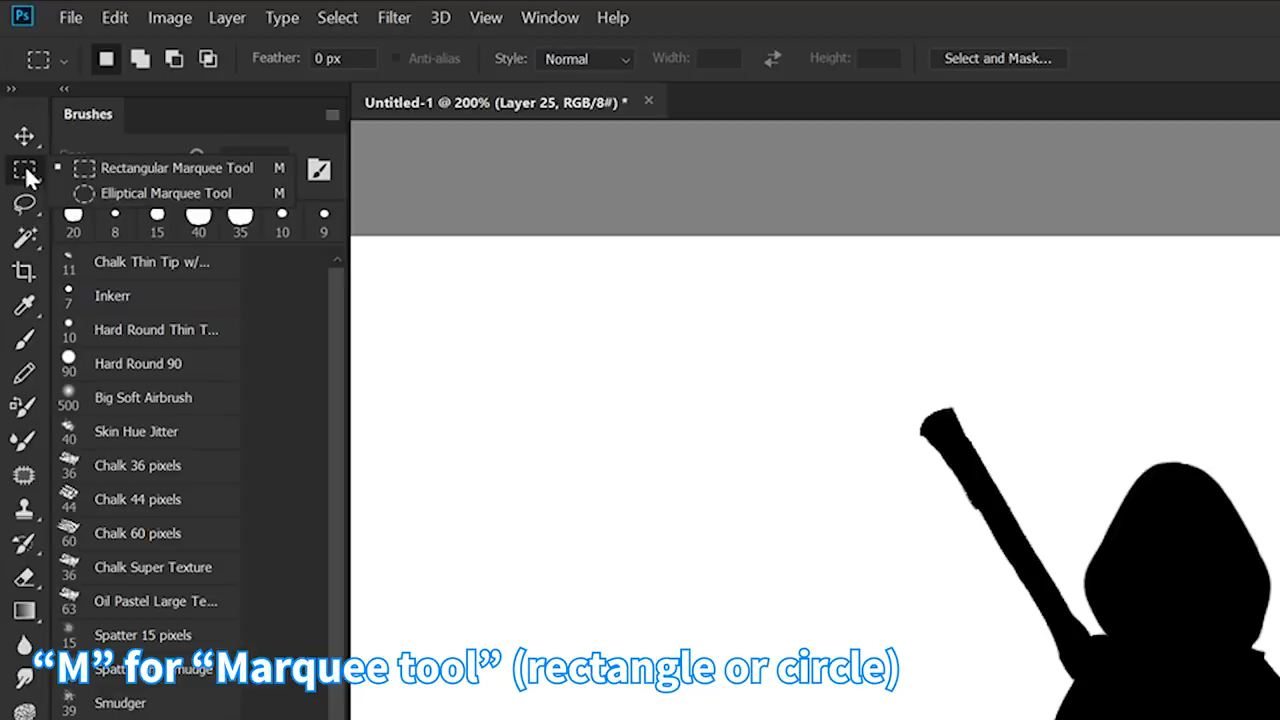 Ps File Edit Image Layer Type Select Filter 3D View Window Help
Feather: 0 px Anti-alias Style: Normal Width: Height: Select and Mask...
Untitled-1 @ 200% (Layer 25, RGB/8#) *
Brushes
Rectangular Marquee Tool M
Elliptical Marquee Tool M
20 8 15 40 35 10 9
11 Chalk Thin Tip w/...
7 Inkerr
10 Hard Round Thin T...
90 Hard Round 90
500 Big Soft Airbrush
40 Skin Hue Jitter
36 Chalk 36 pixels
44 Chalk 44 pixels
60 Chalk 60 pixels
36 Chalk Super Texture
63 Oil Pastel Large Te...
15 Spatter 15 pixels
“M” for “Marquee tool” (rectangle or circle)
39 Smudger